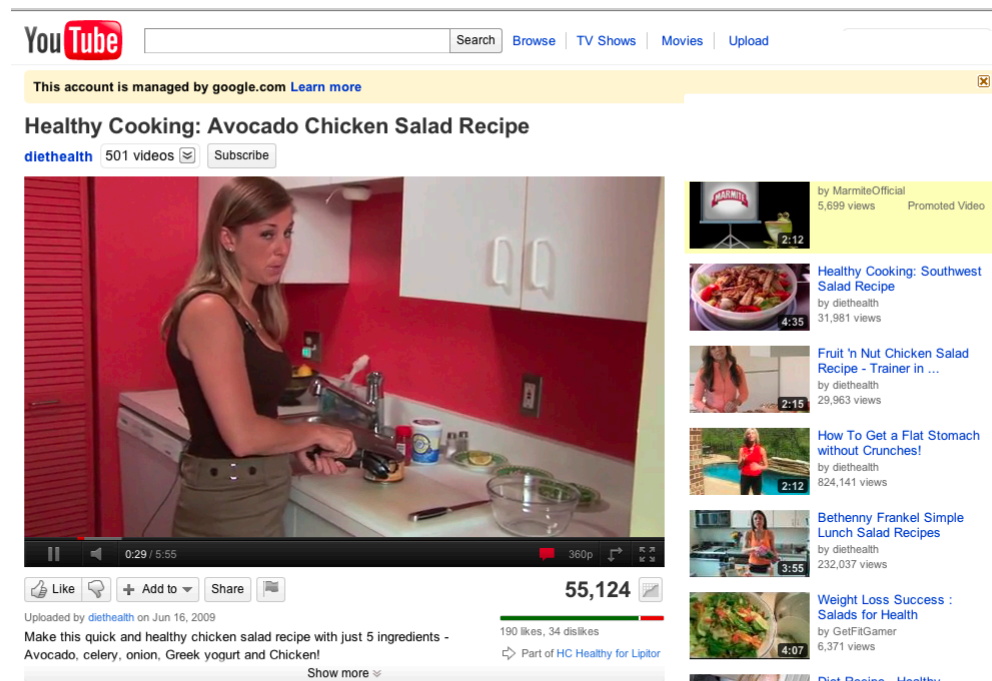 YouTube
Search
Browse
TV Shows
Movies
Upload
This account is managed by google.com Learn more
Healthy Cooking: Avocado Chicken Salad Recipe
diethealth
501 videos
Subscribe
0:29 / 5:55
360p
Like
Add to
Share
55,124
Uploaded by diethealth on Jun 16, 2009
190 likes, 34 dislikes
Make this quick and healthy chicken salad recipe with just 5 ingredients -
Avocado, celery, onion, Greek yogurt and Chicken!
Part of HC Healthy for Lipitor
Show more
MARMITE
2:12
by MarmiteOfficial
5,699 views
Promoted Video
4:35
Healthy Cooking: Southwest
Salad Recipe
by diethealth
31,981 views
2:15
Fruit 'n Nut Chicken Salad
Recipe - Trainer in ...
by diethealth
29,963 views
2:12
How To Get a Flat Stomach
without Crunches!
by diethealth
824,141 views
3:55
Bethenny Frankel Simple
Lunch Salad Recipes
by diethealth
232,037 views
4:07
Weight Loss Success :
Salads for Health
by GetFitGamer
6,371 views
Diet Recipe - Healthy